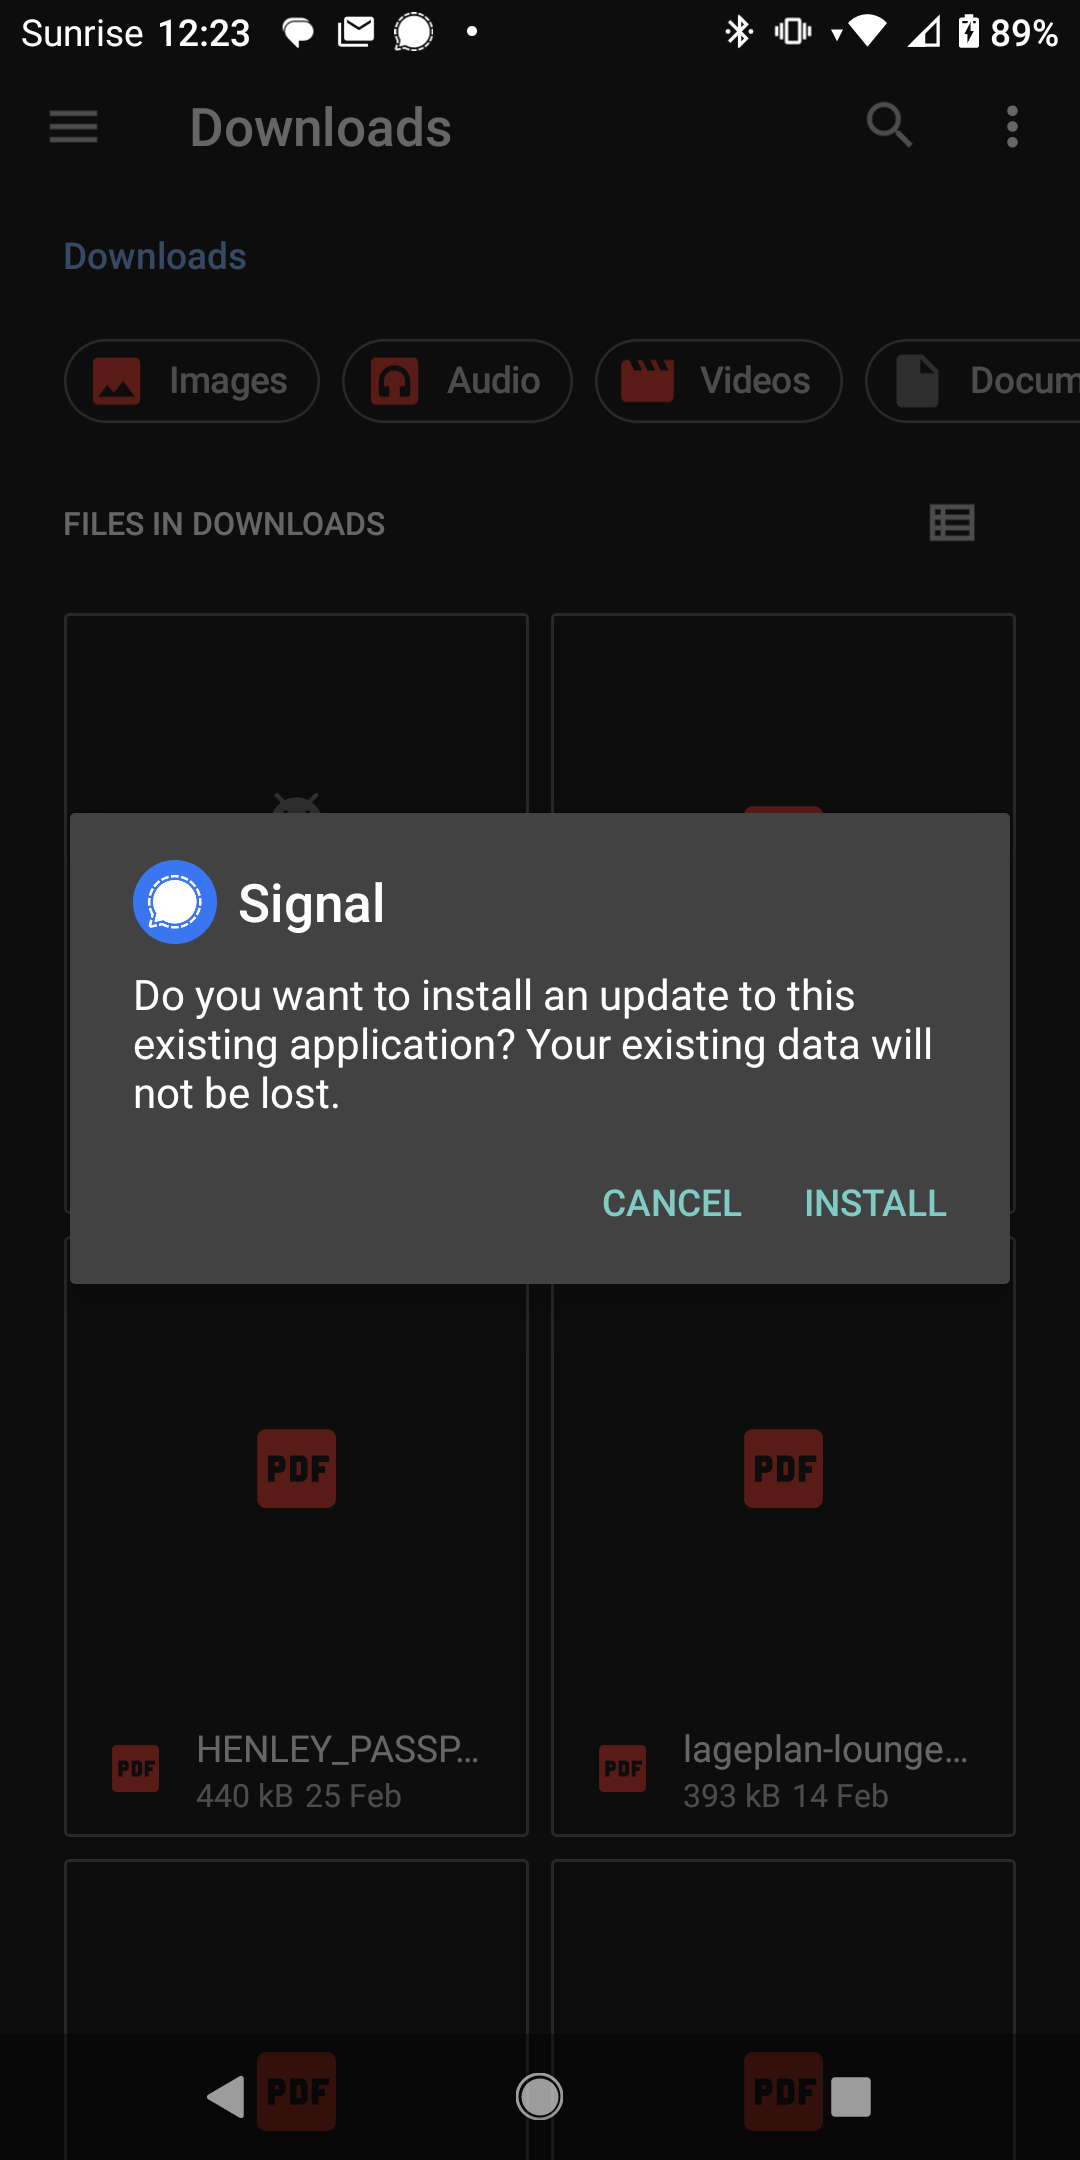 Sunrise 12:23 89%
Downloads
Downloads
Images Audio Videos Docum
FILES IN DOWNLOADS
Signal
Do you want to install an update to this
existing application? Your existing data will
not be lost.
CANCEL INSTALL
PDF PDF
PDF HENLEY_PASSP...
440 kB 25 Feb
PDF lageplan-lounge...
393 kB 14 Feb
PDF PDF